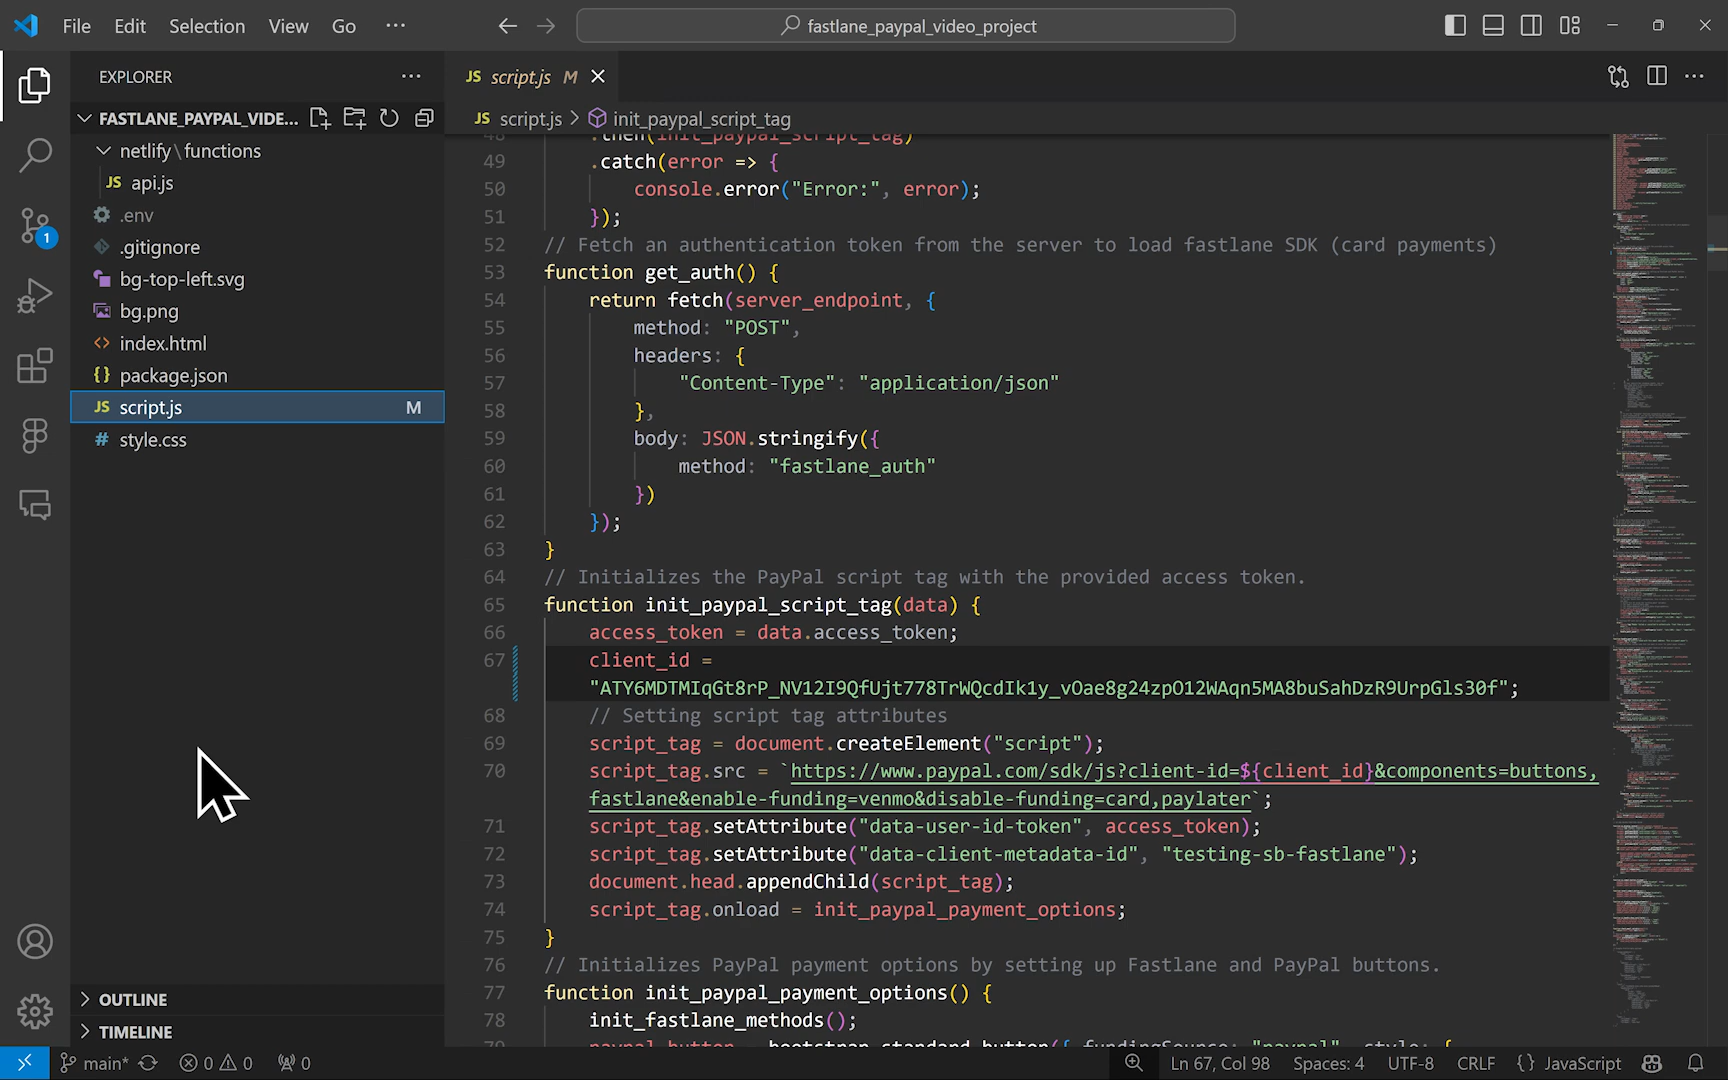 File Edit Selection View Go ··· fastlane_paypal_video_project
EXPLORER
FASTLANE_PAYPAL_VIDE...
netlify\functions
JS api.js
.env
.gitignore
bg-top-left.svg
bg.png
<> index.html
{} package.json
JS script.js M
# style.css
OUTLINE
TIMELINE
1
JS script.js M
JS script.js > init_paypal_script_tag
48 .then(init_paypal_script_tag)
49 .catch(error => {
50 console.error("Error:", error);
51 });
52 // Fetch an authentication token from the server to load fastlane SDK (card payments)
53 function get_auth() {
54 return fetch(server_endpoint, {
55 method: "POST",
56 headers: {
57 "Content-Type": "application/json"
58 },
59 body: JSON.stringify({
60 method: "fastlane_auth"
61 })
62 });
63 }
64 // Initializes the PayPal script tag with the provided access token.
65 function init_paypal_script_tag(data) {
66 access_token = data.access_token;
67 client_id =
"ATY6MDTMIqGt8rP_NV12I9QfUjt778TrWQcdIk1y_vOae8g24zpO12WAqn5MA8buSahDzR9UrpGls30f";
68 // Setting script tag attributes
69 script_tag = document.createElement("script");
70 script_tag.src = `https://www.paypal.com/sdk/js?client-id=${client_id}&components=buttons,
fastlane&enable-funding=venmo&disable-funding=card,paylater`;
71 script_tag.setAttribute("data-user-id-token", access_token);
72 script_tag.setAttribute("data-client-metadata-id", "testing-sb-fastlane");
73 document.head.appendChild(script_tag);
74 script_tag.onload = init_paypal_payment_options;
75 }
76 // Initializes PayPal payment options by setting up Fastlane and PayPal buttons.
77 function init_paypal_payment_options() {
78 init_fastlane_methods();
79 paypal_button = bootstrap_standard_button({ fundingSource: "paypal", style: {
main* 0 0 0 Ln 67, Col 98 Spaces: 4 UTF-8 CRLF {} JavaScript